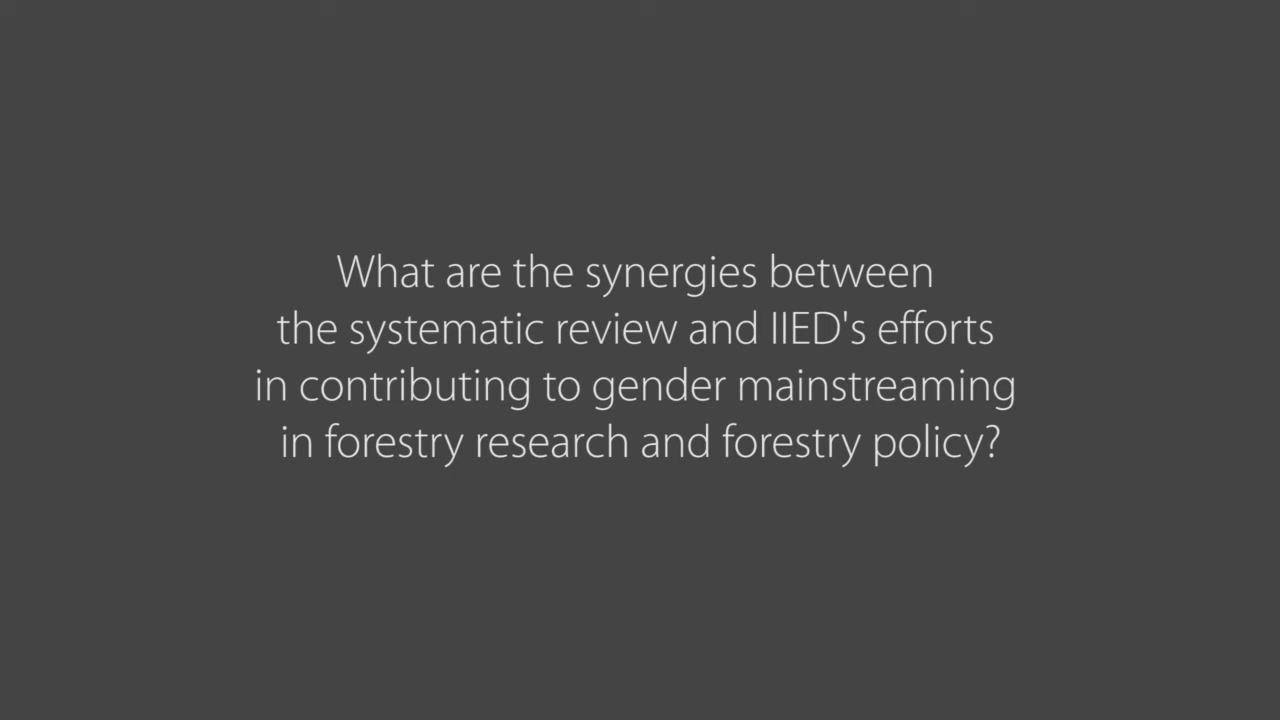 What are the synergies between
the systematic review and IIED's efforts
in contributing to gender mainstreaming
in forestry research and forestry policy?